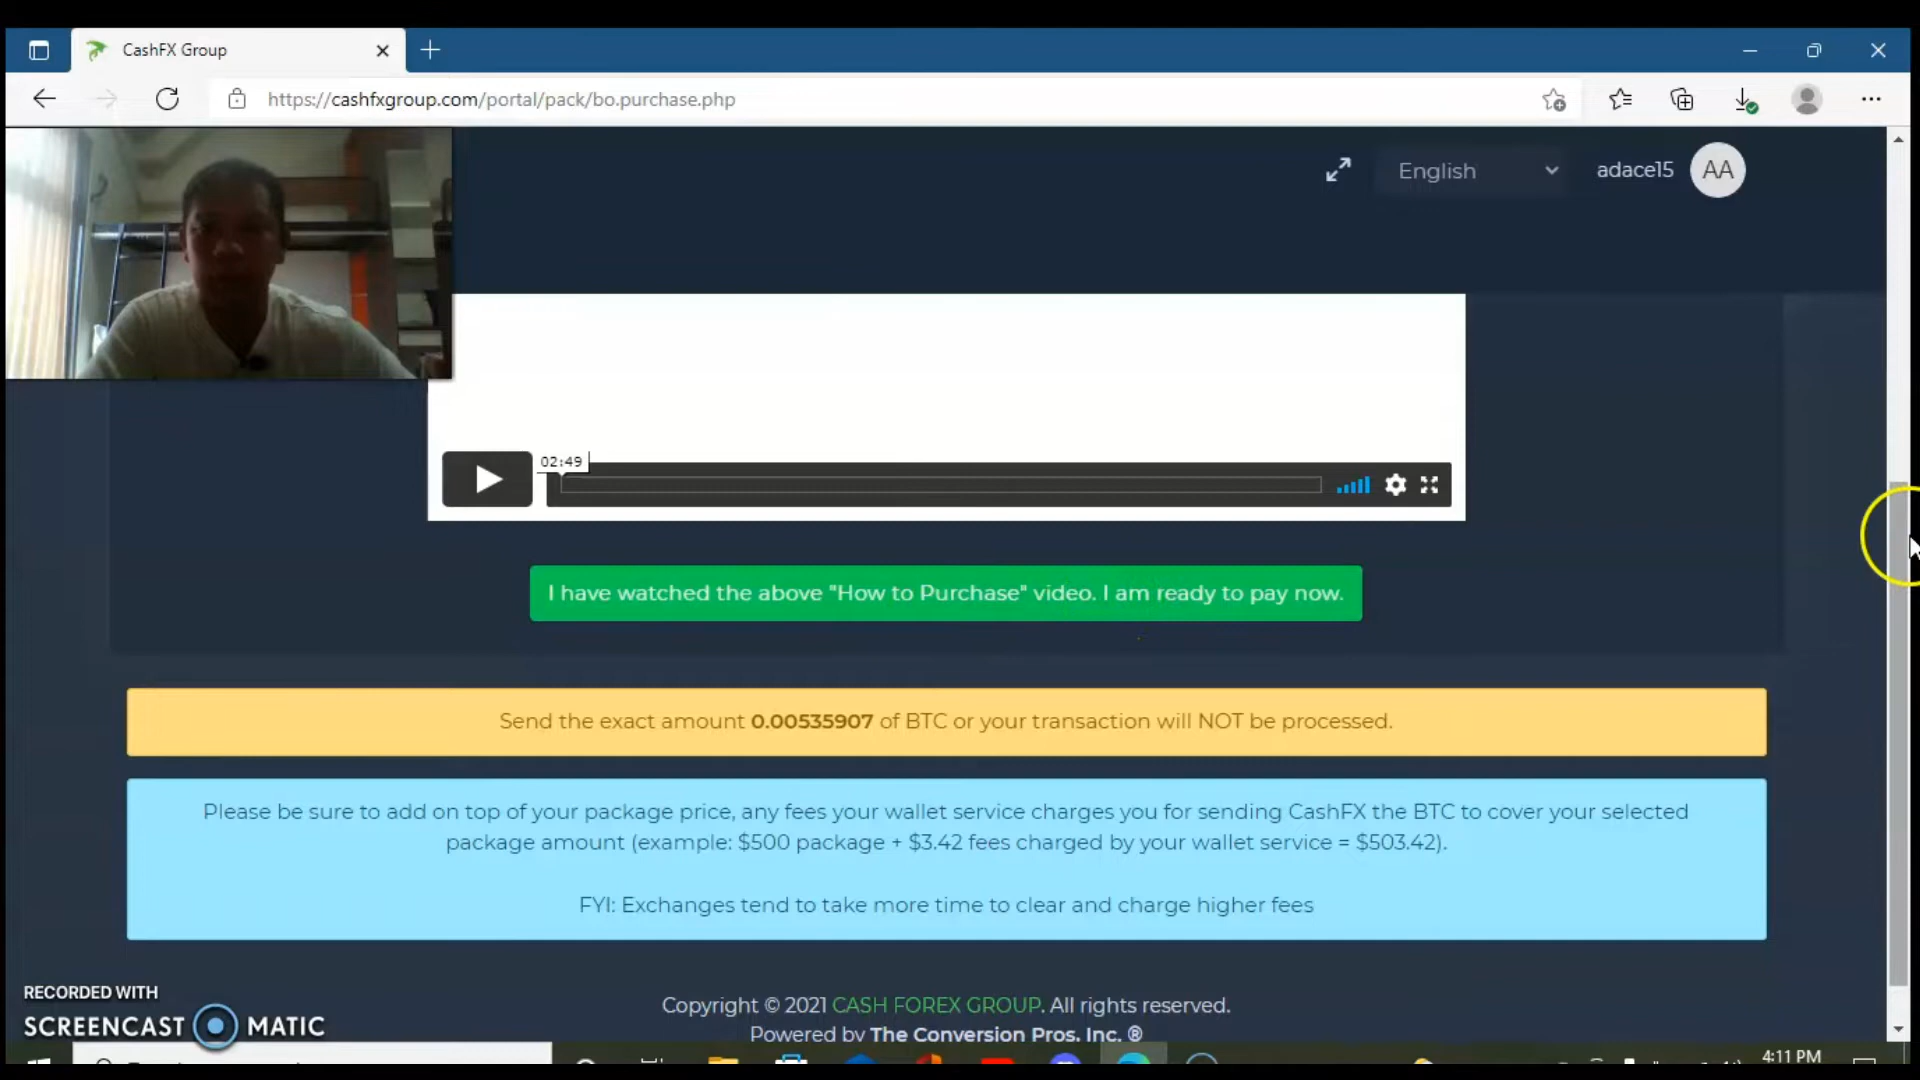 CashFX Group
https://cashfxgroup.com/portal/pack/bo.purchase.php
English
adace15
AA
02:49
I have watched the above "How to Purchase" video. I am ready to pay now.
Send the exact amount 0.00535907 of BTC or your transaction will NOT be processed.
Please be sure to add on top of your package price, any fees your wallet service charges you for sending CashFX the BTC to cover your selected
package amount (example: $500 package + $3.42 fees charged by your wallet service = $503.42).
FYI: Exchanges tend to take more time to clear and charge higher fees
RECORDED WITH
SCREENCAST MATIC
Copyright © 2021 CASH FOREX GROUP. All rights reserved.
Powered by The Conversion Pros. Inc. ®
4:11 PM